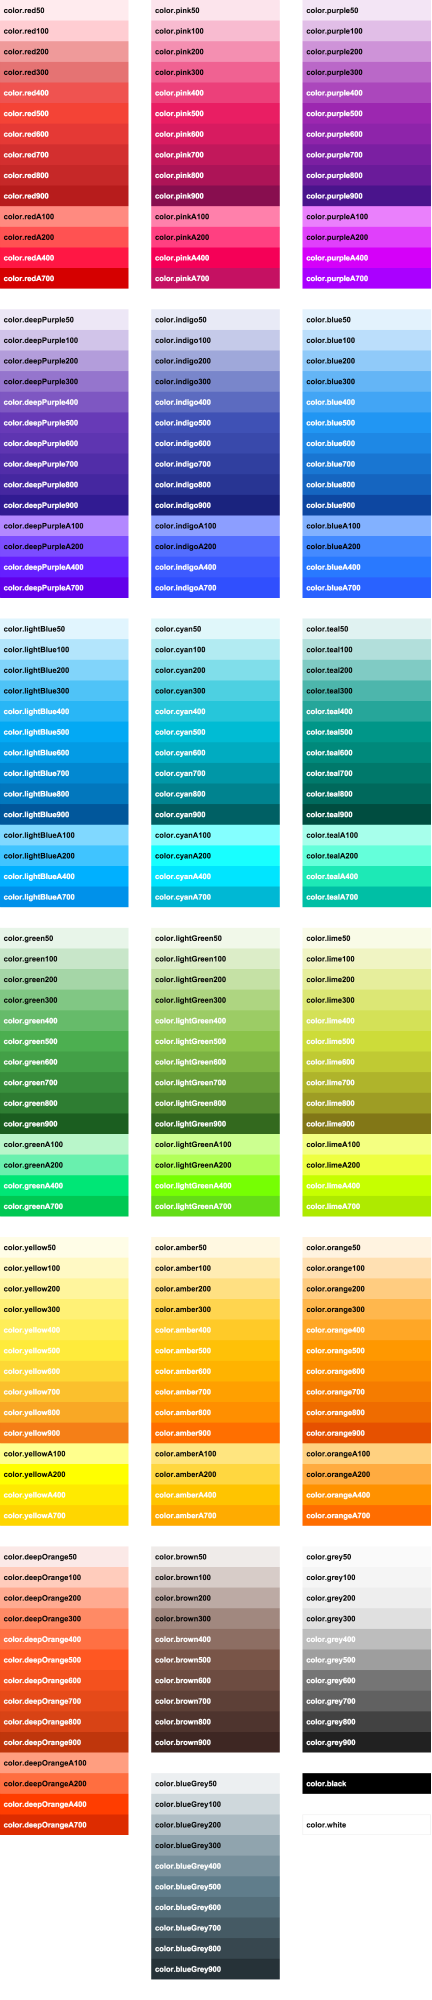 color.red50
color.red100
color.red200
color.red300
color.red400
color.red500
color.red600
color.red700
color.red800
color.red900
color.redA100
color.redA200
color.redA400
color.redA700
color.pink50
color.pink100
color.pink200
color.pink300
color.pink400
color.pink500
color.pink600
color.pink700
color.pink800
color.pink900
color.pinkA100
color.pinkA200
color.pinkA400
color.pinkA700
color.purple50
color.purple100
color.purple200
color.purple300
color.purple400
color.purple500
color.purple600
color.purple700
color.purple800
color.purple900
color.purpleA100
color.purpleA200
color.purpleA400
color.purpleA700
color.deepPurple50
color.deepPurple100
color.deepPurple200
color.deepPurple300
color.deepPurple400
color.deepPurple500
color.deepPurple600
color.deepPurple700
color.deepPurple800
color.deepPurple900
color.deepPurpleA100
color.deepPurpleA200
color.deepPurpleA400
color.deepPurpleA700
color.indigo50
color.indigo100
color.indigo200
color.indigo300
color.indigo400
color.indigo500
color.indigo600
color.indigo700
color.indigo800
color.indigo900
color.indigoA100
color.indigoA200
color.indigoA400
color.indigoA700
color.blue50
color.blue100
color.blue200
color.blue300
color.blue400
color.blue500
color.blue600
color.blue700
color.blue800
color.blue900
color.blueA100
color.blueA200
color.blueA400
color.blueA700
color.lightBlue50
color.lightBlue100
color.lightBlue200
color.lightBlue300
color.lightBlue400
color.lightBlue500
color.lightBlue600
color.lightBlue700
color.lightBlue800
color.lightBlue900
color.lightBlueA100
color.lightBlueA200
color.lightBlueA400
color.lightBlueA700
color.cyan50
color.cyan100
color.cyan200
color.cyan300
color.cyan400
color.cyan500
color.cyan600
color.cyan700
color.cyan800
color.cyan900
color.cyanA100
color.cyanA200
color.cyanA400
color.cyanA700
color.teal50
color.teal100
color.teal200
color.teal300
color.teal400
color.teal500
color.teal600
color.teal700
color.teal800
color.teal900
color.tealA100
color.tealA200
color.tealA400
color.tealA700
color.green50
color.green100
color.green200
color.green300
color.green400
color.green500
color.green600
color.green700
color.green800
color.green900
color.greenA100
color.greenA200
color.greenA400
color.greenA700
color.lightGreen50
color.lightGreen100
color.lightGreen200
color.lightGreen300
color.lightGreen400
color.lightGreen500
color.lightGreen600
color.lightGreen700
color.lightGreen800
color.lightGreen900
color.lightGreenA100
color.lightGreenA200
color.lightGreenA400
color.lightGreenA700
color.lime50
color.lime100
color.lime200
color.lime300
color.lime400
color.lime500
color.lime600
color.lime700
color.lime800
color.lime900
color.limeA100
color.limeA200
color.limeA400
color.limeA700
color.yellow50
color.yellow100
color.yellow200
color.yellow300
color.yellow400
color.yellow500
color.yellow600
color.yellow700
color.yellow800
color.yellow900
color.yellowA100
color.yellowA200
color.yellowA400
color.yellowA700
color.amber50
color.amber100
color.amber200
color.amber300
color.amber400
color.amber500
color.amber600
color.amber700
color.amber800
color.amber900
color.amberA100
color.amberA200
color.amberA400
color.amberA700
color.orange50
color.orange100
color.orange200
color.orange300
color.orange400
color.orange500
color.orange600
color.orange700
color.orange800
color.orange900
color.orangeA100
color.orangeA200
color.orangeA400
color.orangeA700
color.deepOrange50
color.deepOrange100
color.deepOrange200
color.deepOrange300
color.deepOrange400
color.deepOrange500
color.deepOrange600
color.deepOrange700
color.deepOrange800
color.deepOrange900
color.deepOrangeA100
color.deepOrangeA200
color.deepOrangeA400
color.deepOrangeA700
color.brown50
color.brown100
color.brown200
color.brown300
color.brown400
color.brown500
color.brown600
color.brown700
color.brown800
color.brown900
color.grey50
color.grey100
color.grey200
color.grey300
color.grey400
color.grey500
color.grey600
color.grey700
color.grey800
color.grey900
color.blueGrey50
color.blueGrey100
color.blueGrey200
color.blueGrey300
color.blueGrey400
color.blueGrey500
color.blueGrey600
color.blueGrey700
color.blueGrey800
color.blueGrey900
color.black
color.white